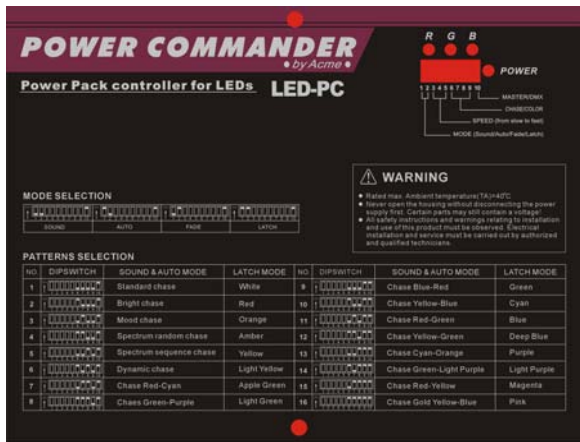 POWER COMMANDER
by Acme
Power Pack controller for LEDs LED-PC
R G B
POWER
1 2 3 4 5 6 7 8 9 10
MASTER/DMX
CHASE/COLOR
SPEED (from slow to fast)
MODE (Sound/Auto/Fade/Latch)
WARNING
Rated max. Ambient temperature(TA)=40°C
Never open the housing without disconnecting the power
supply first. Certain parts may still contain a voltage!
All safety instructions and warnings relating to installation
and use of this product must be observed. Electrical
installation and service must be carried out by authorized
and qualified technicians.
MODE SELECTION
SOUND AUTO FADE LATCH
PATTERNS SELECTION
NO. DIPSWITCH SOUND & AUTO MODE LATCH MODE NO. DIPSWITCH SOUND & AUTO MODE LATCH MODE
1 Standard chase White 9 Chase Blue-Red Green
2 Bright chase Red 10 Chase Yellow-Blue Cyan
3 Mood chase Orange 11 Chase Red-Green Blue
4 Spectrum random chase Amber 12 Chase Yellow-Green Deep Blue
5 Spectrum sequence chase Yellow 13 Chase Cyan-Orange Purple
6 Dynamic chase Light Yellow 14 Chase Green-Light Purple Light Purple
7 Chase Red-Cyan Apple Green 15 Chase Red-Yellow Magenta
8 Chaes Green-Purple Light Green 16 Chase Gold Yellow-Blue Pink